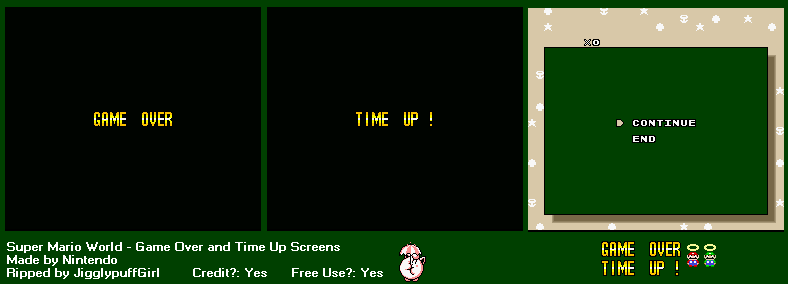 GAME OVER
TIME UP !
×0
CONTINUE
END
Super Mario World - Game Over and Time Up Screens
Made by Nintendo
Ripped by JigglypuffGirl Credit?: Yes Free Use?: Yes
GAME OVER
TIME UP !